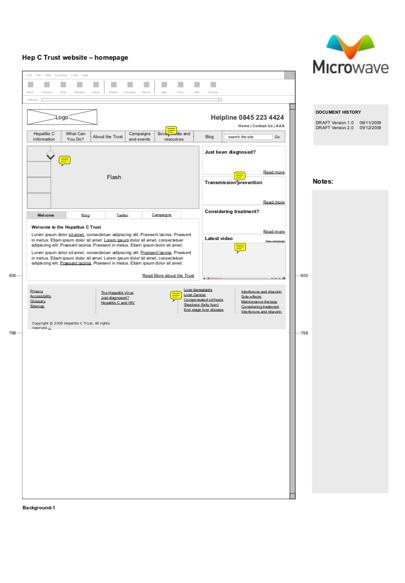 Hep C Trust website – homepage
Microwave
File Edit View Favorites Tools Help
Address
Logo
Helpline 0845 223 4424
Home | Contact Us | AAA
Hepatitis C Information
What Can You Do?
About the Trust
Campaigns and events
resources
Blog
search the site
Go
Flash
Just been diagnosed?
Read more
Read more
Considering treatment?
Read more
Latest video
Welcome
Blog
Twitter
Campaigns
Welcome to the Hepatitus C Trust
Lorem ipsum dolor sit amet, consectetuer adipiscing elit. Praesent lacinia. Praesent
in metus. Etiam ipsum dolor sit amet. Lorem ipsum dolor sit amet, consectetuer
adipiscing elit. Praesent lacinia. Praesent in metus. Etiam ipsum dolor sit amet.
Lorem ipsum dolor sit amet, consectetuer adipiscing elit. Praesent lacinia. Praesent
in metus. Etiam ipsum dolor sit amet. Lorem ipsum dolor sit amet, consectetuer
adipiscing elit. Praesent lacinia. Praesent in metus. Etiam ipsum dolor sit amet.
Read More about the Trust
600
600
Privacy
Accessibility
Glossary
Sitemap
The Hepatitis Virus
Just diagnosed?
Hepatitis C and HIV
Liver transplants
Liver Cancer
Compensated cirrhosis
Steatosis (fatty liver)
End stage liver disease
Interferons and ribavirin
Side effects
Maintenance therapy
Considering treatment
Interferons and ribavirin
Copyright © 2009 Hepatitis C Trust. All rights
reserved
768
768
DOCUMENT HISTORY
DRAFT Version 1.0 06/11/2009
DRAFT Version 2.0 09/12/2009
Notes:
Background-1